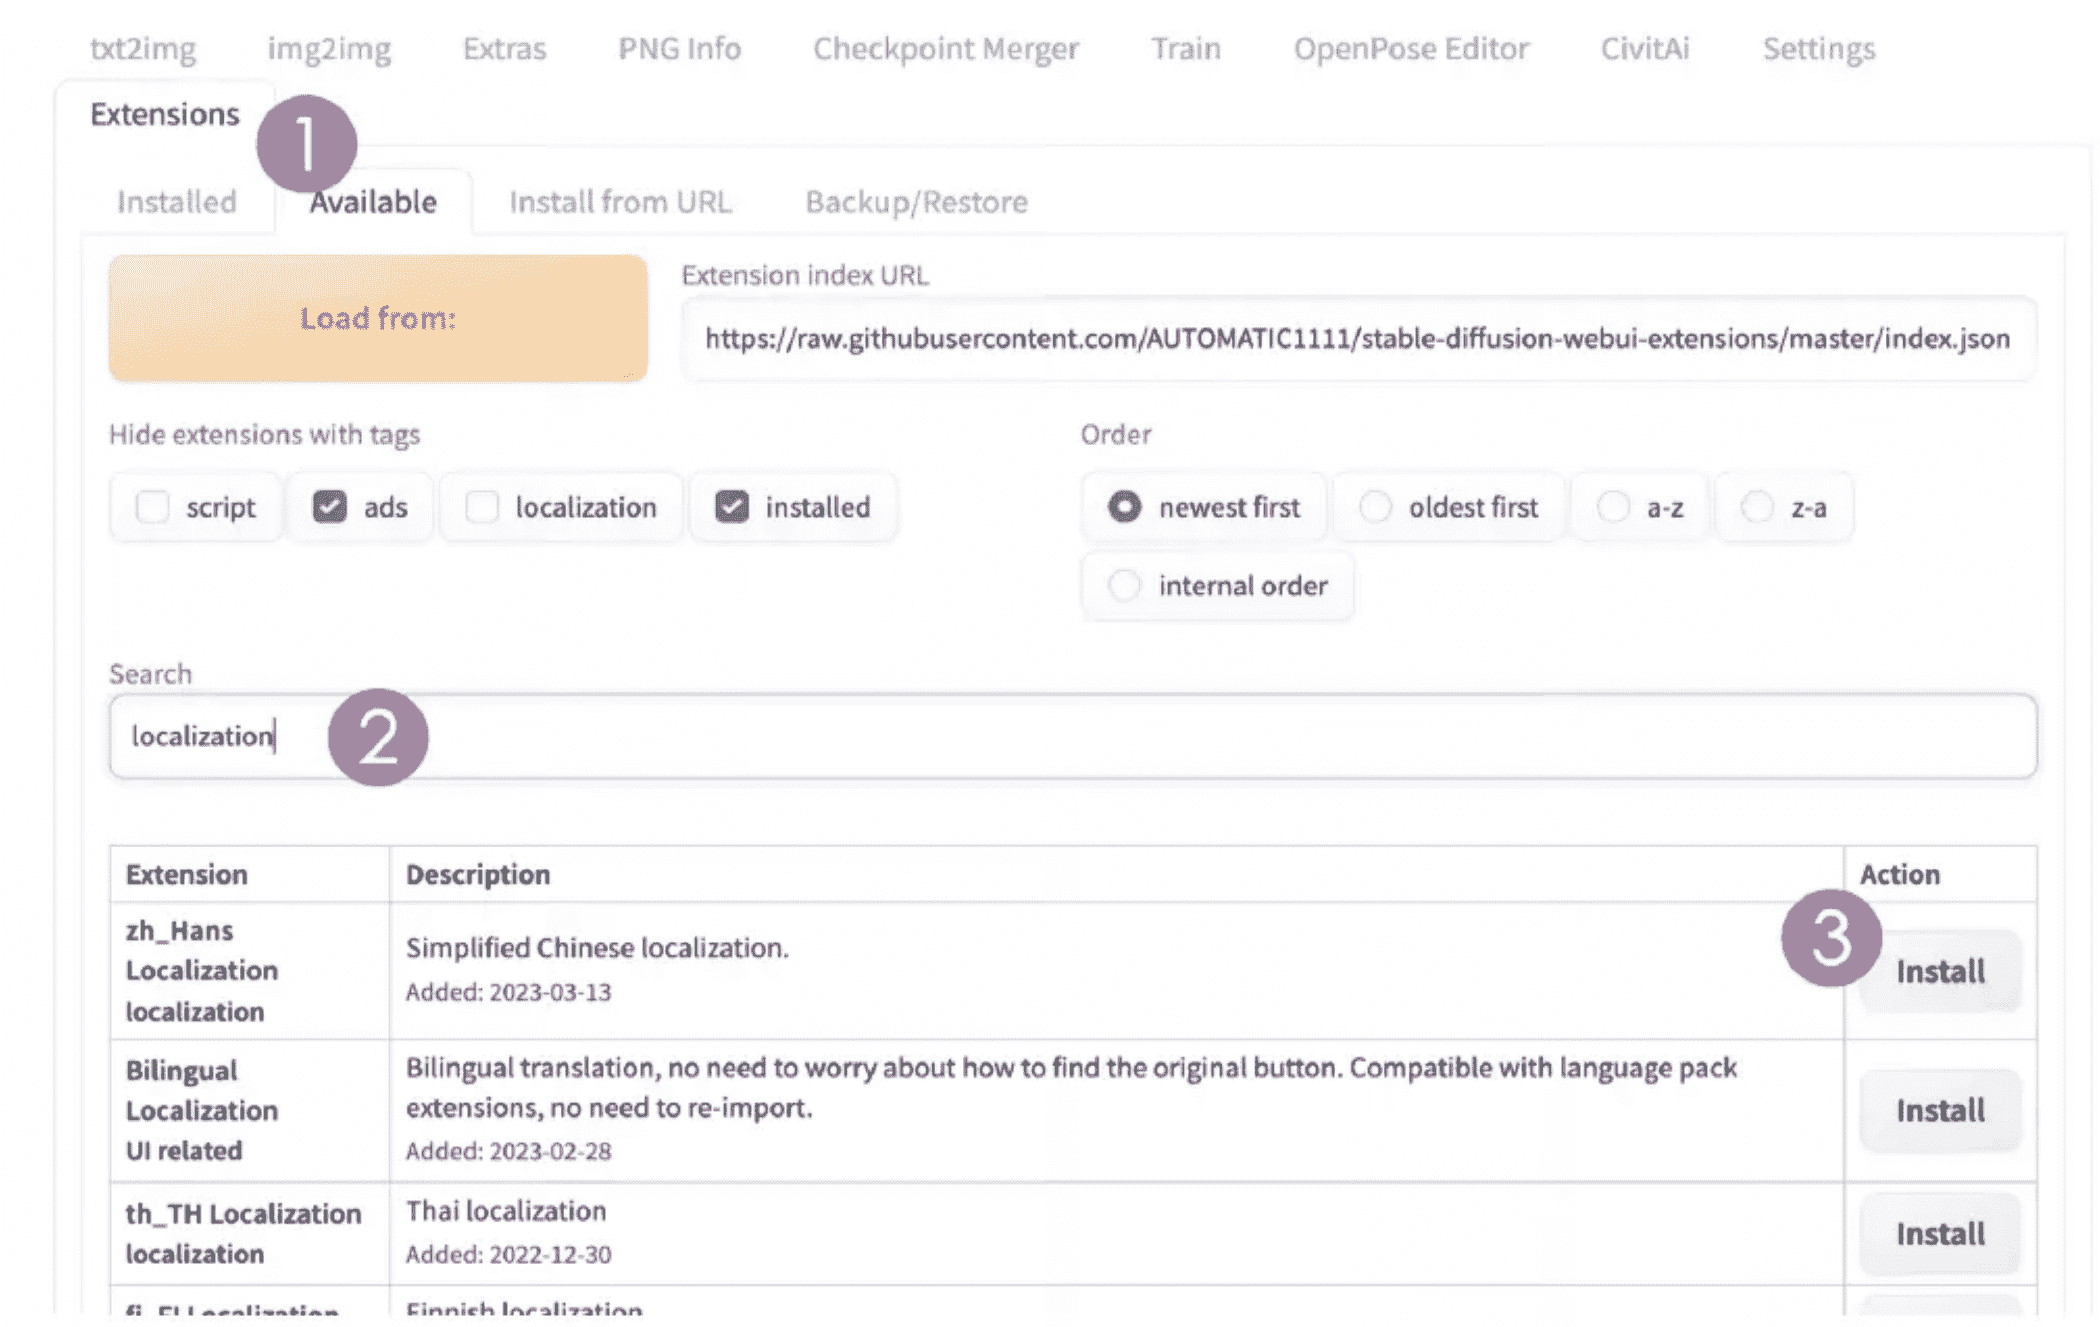 txt2img img2img Extras PNG Info Checkpoint Merger Train OpenPose Editor CivitAi Settings
Extensions
1
Installed Available Install from URL Backup/Restore
Load from:
Extension index URL
https://raw.githubusercontent.com/AUTOMATIC1111/stable-diffusion-webui-extensions/master/index.json
Hide extensions with tags
script ads localization installed
Order
newest first oldest first a-z z-a
internal order
Search
localization
2
Extension Description Action
3
zh_Hans
Localization
localization
Simplified Chinese localization.
Added: 2023-03-13
Install
Bilingual
Localization
UI related
Bilingual translation, no need to worry about how to find the original button. Compatible with language pack
extensions, no need to re-import.
Added: 2023-02-28
Install
th_TH Localization
localization
Thai localization
Added: 2022-12-30
Install
fi_FI Localization
Finnish localization